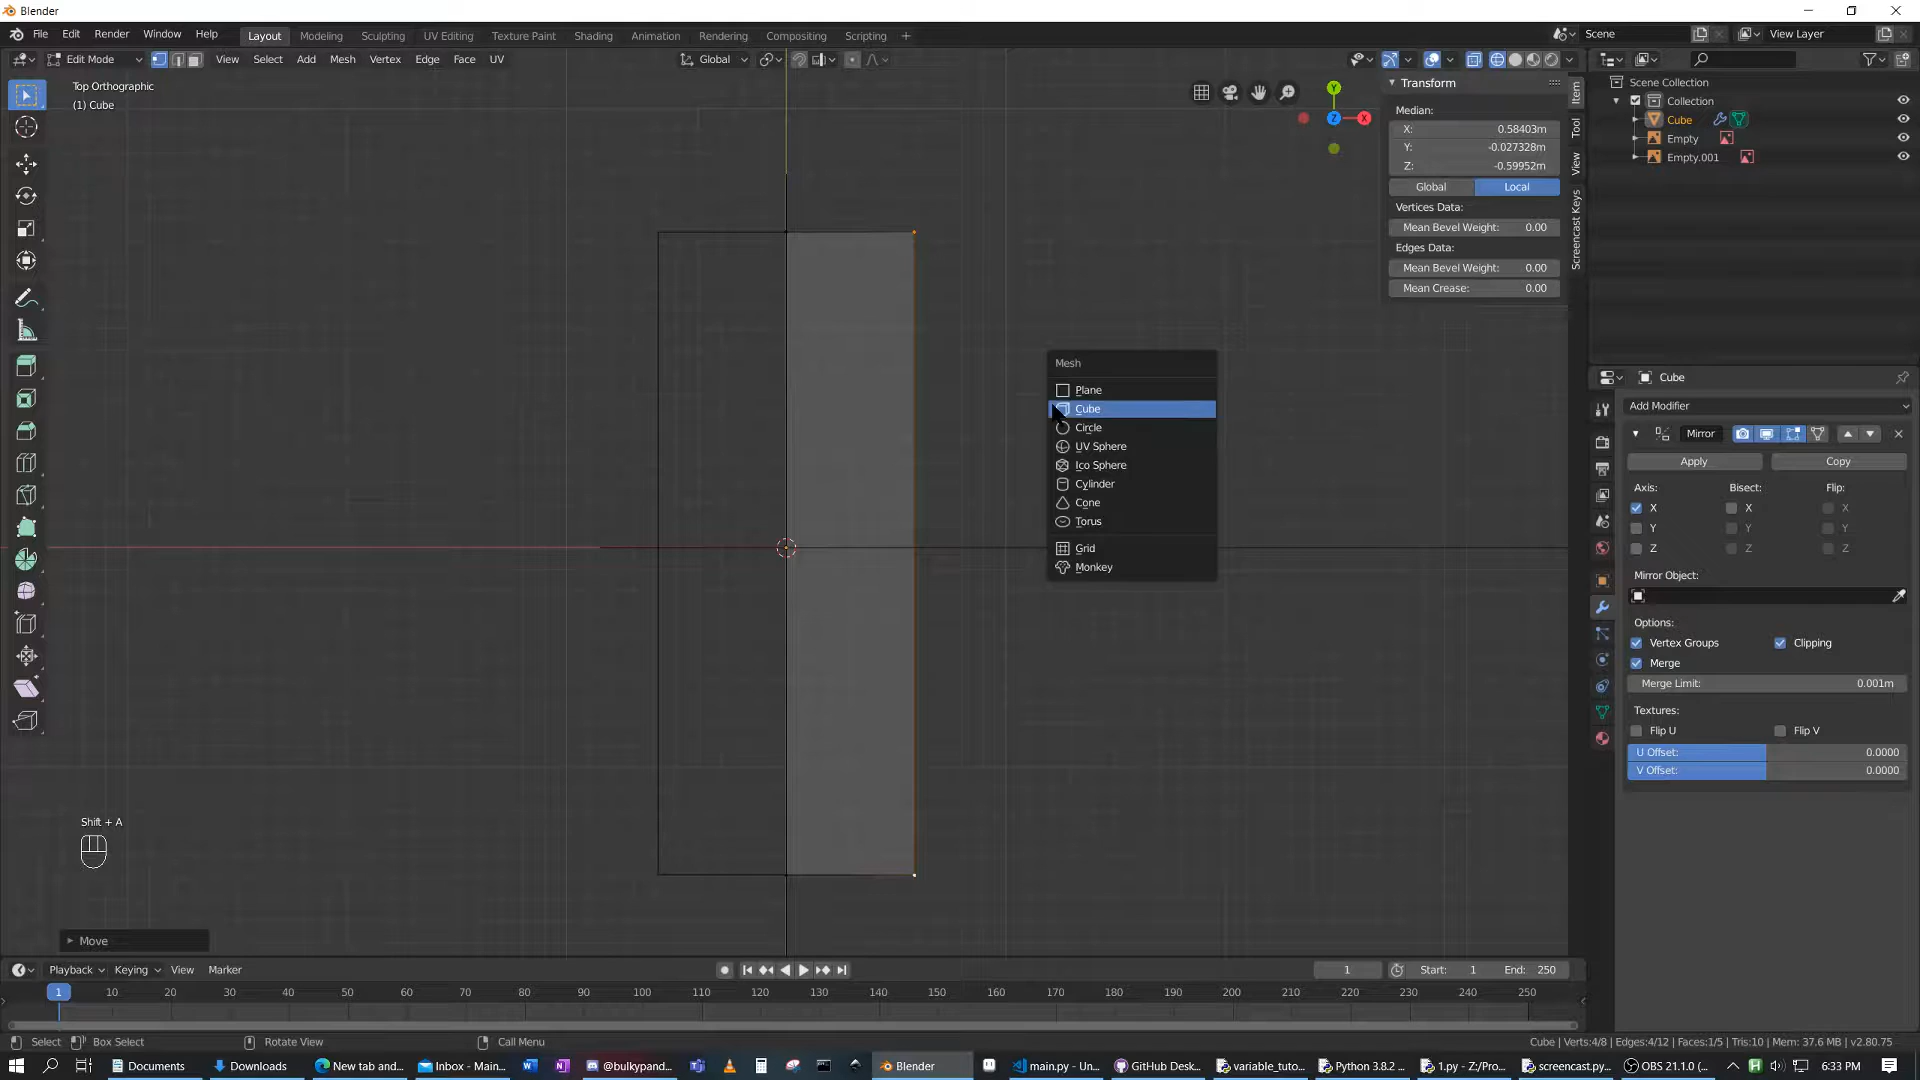 Blender
File Edit Render Window Help Layout Modeling Sculpting UV Editing Texture Paint Shading Animation Rendering Compositing Scripting + Scene View Layer
Edit Mode View Select Add Mesh Vertex Edge Face UV Global
Top Orthographic
(1) Cube
Y
Z X
Transform
Median:
X: 0.58403m
Y: -0.027328m
Z: -0.59952m
Global Local
Vertices Data:
Mean Bevel Weight: 0.00
Edges Data:
Mean Bevel Weight: 0.00
Mean Crease: 0.00
Item
Tool
View
Screencast Keys
Scene Collection
Collection
Cube
Empty
Empty.001
Mesh
Plane
Cube
Circle
UV Sphere
Ico Sphere
Cylinder
Cone
Torus
Grid
Monkey
Cube
Add Modifier
Mirror
Apply Copy
Axis: Bisect: Flip:
X X X
Y Y Y
Z Z Z
Mirror Object:
Options:
Vertex Groups Clipping
Merge
Merge Limit: 0.001m
Textures:
Flip U Flip V
U Offset: 0.0000
V Offset: 0.0000
Shift + A
Move
Playback Keying View Marker 1 Start: 1 End: 250
1 10 20 30 40 50 60 70 80 90 100 110 120 130 140 150 160 170 180 190 200 210 220 230 240 250
Select Box Select Rotate View Call Menu Cube | Verts:4/8 | Edges:4/12 | Faces:1/5 | Tris:10 | Mem: 37.6 MB | v2.80.75
Documents Downloads New tab and... Inbox - Main... @bulkypand... Blender main.py - Un... GitHub Desk... variable_tuto... Python 3.8.2 ... 1.py - Z:/Pro... screencast.py... OBS 21.1.0 (... 6:33 PM